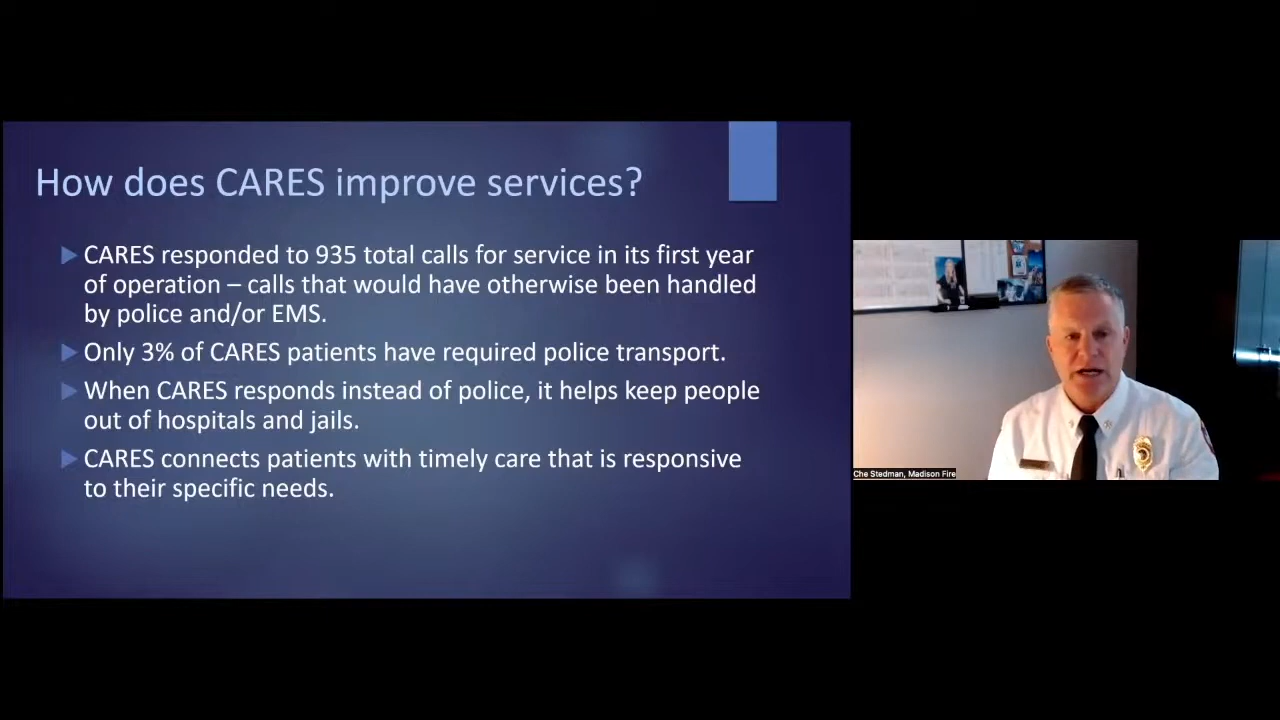 How does CARES improve services?
CARES responded to 935 total calls for service in its first year
of operation – calls that would have otherwise been handled
by police and/or EMS.
Only 3% of CARES patients have required police transport.
When CARES responds instead of police, it helps keep people
out of hospitals and jails.
CARES connects patients with timely care that is responsive
to their specific needs.
Che Stedman, Madison Fire